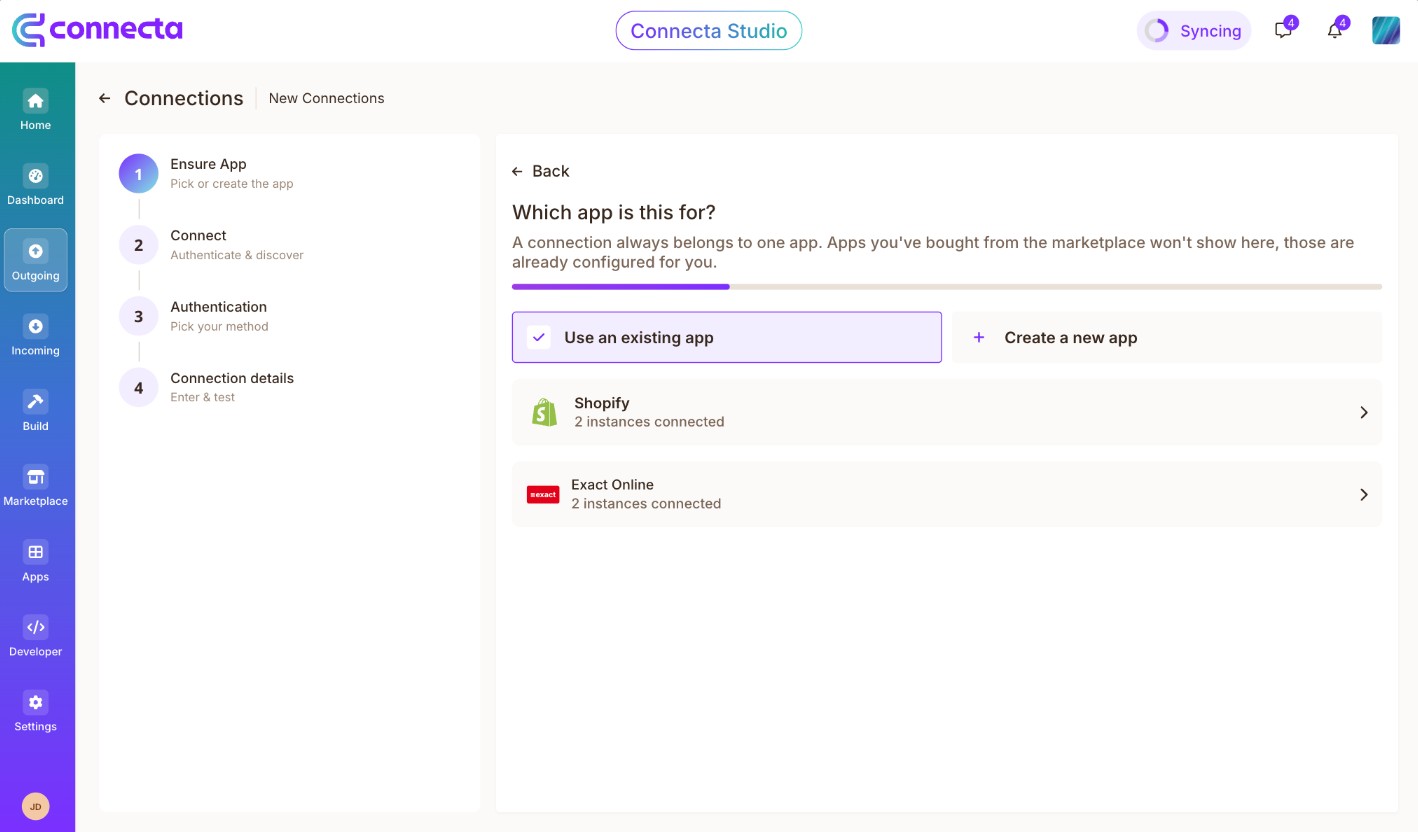 connecta
Connecta Studio
Syncing
4
4
Home
Dashboard
Outgoing
Incoming
Build
Marketplace
Apps
Developer
Settings
JD
Connections
New Connections
1
Ensure App
Pick or create the app
2
Connect
Authenticate & discover
3
Authentication
Pick your method
4
Connection details
Enter & test
Back
Which app is this for?
A connection always belongs to one app. Apps you've bought from the marketplace won't show here, those are
already configured for you.
Use an existing app
Create a new app
S
Shopify
2 instances connected
exact
Exact Online
2 instances connected